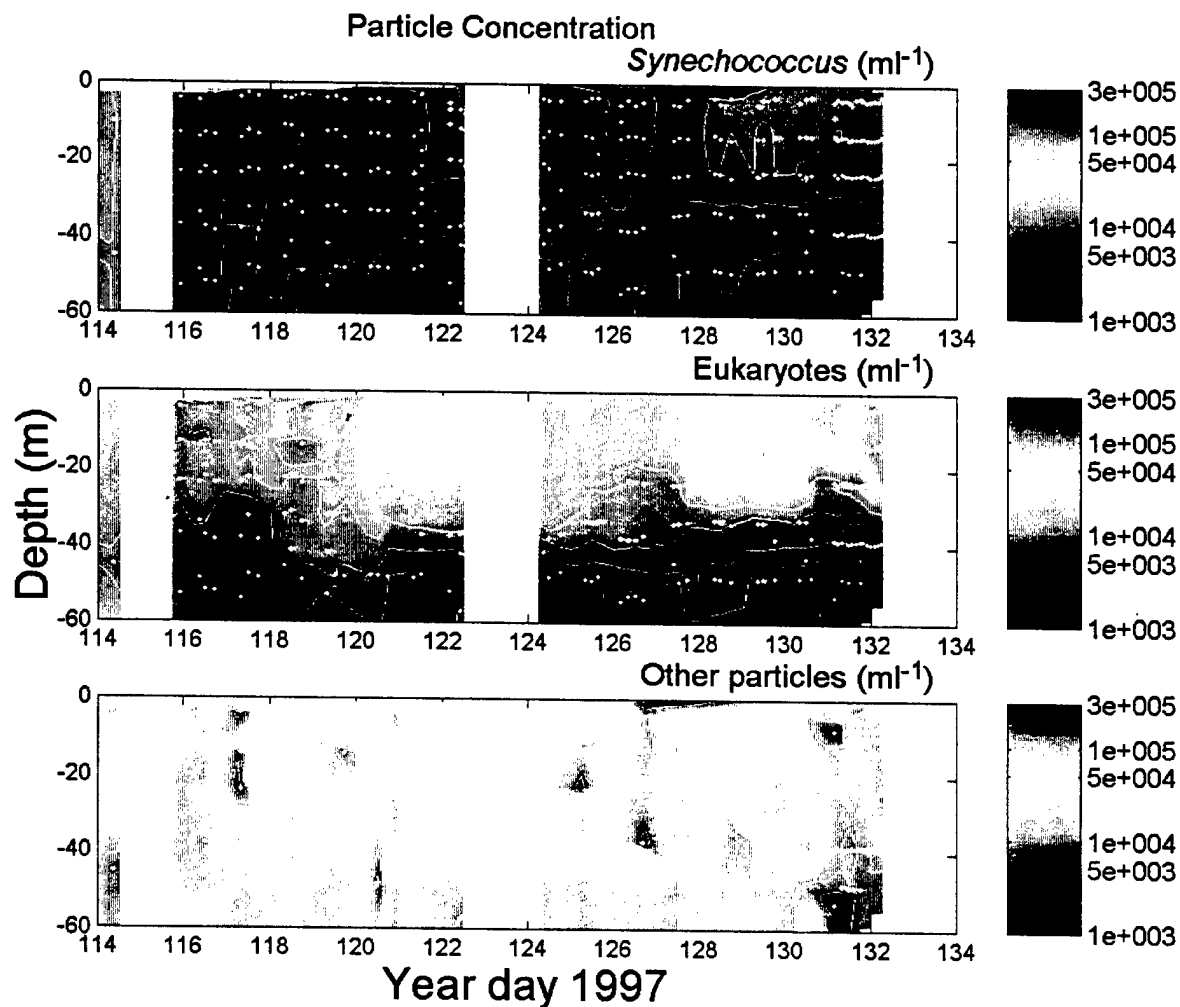 Particle Concentration
Synechococcus (ml-1)
0
-20
-40
-60
114 116 118 120 122 124 126 128 130 132 134
3e+005
1e+005
5e+004
1e+004
5e+003
1e+003
Eukaryotes (ml-1)
0
-20
-40
-60
114 116 118 120 122 124 126 128 130 132 134
3e+005
1e+005
5e+004
1e+004
5e+003
1e+003
Depth (m)
Other particles (ml-1)
0
-20
-40
-60
114 116 118 120 122 124 126 128 130 132 134
3e+005
1e+005
5e+004
1e+004
5e+003
1e+003
Year day 1997